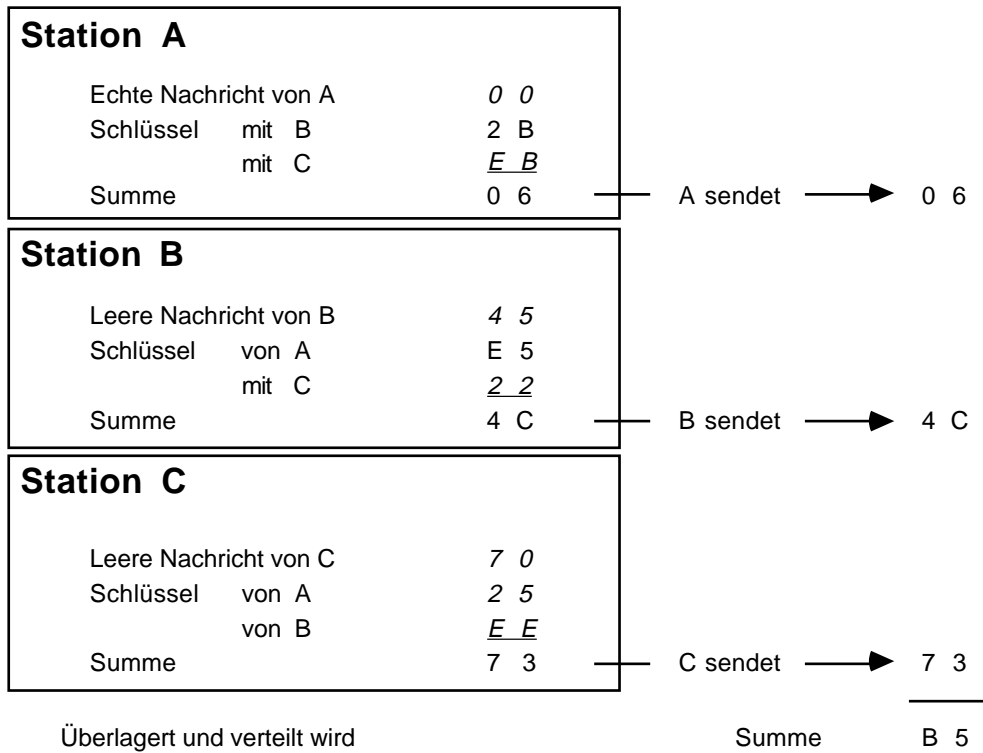 Station A
Echte Nachricht von A 0 0
Schlüssel mit B 2 B
mit C E B
Summe 0 6 A sendet 0 6
Station B
Leere Nachricht von B 4 5
Schlüssel von A E 5
mit C 2 2
Summe 4 C B sendet 4 C
Station C
Leere Nachricht von C 7 0
Schlüssel von A 2 5
von B E E
Summe 7 3 C sendet 7 3
Überlagert und verteilt wird Summe B 5